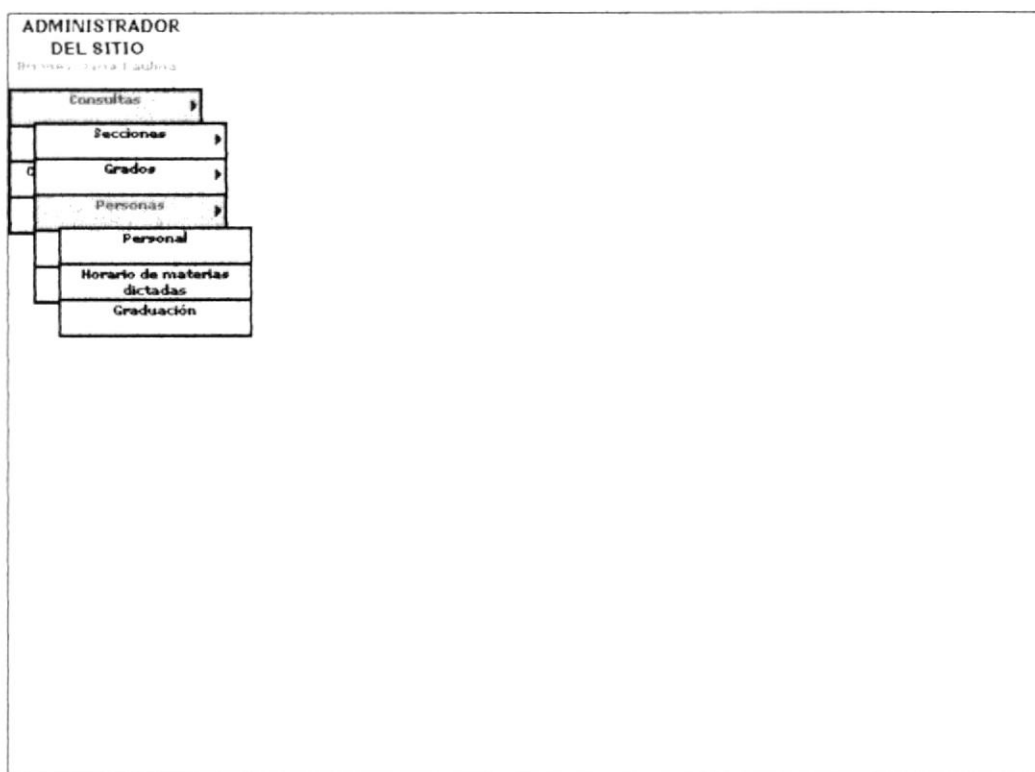 ADMINISTRADOR
DEL SITIO
Consultas
Secciones
Grados
Personas
Personal
Horario de materias
dictadas
Graduación